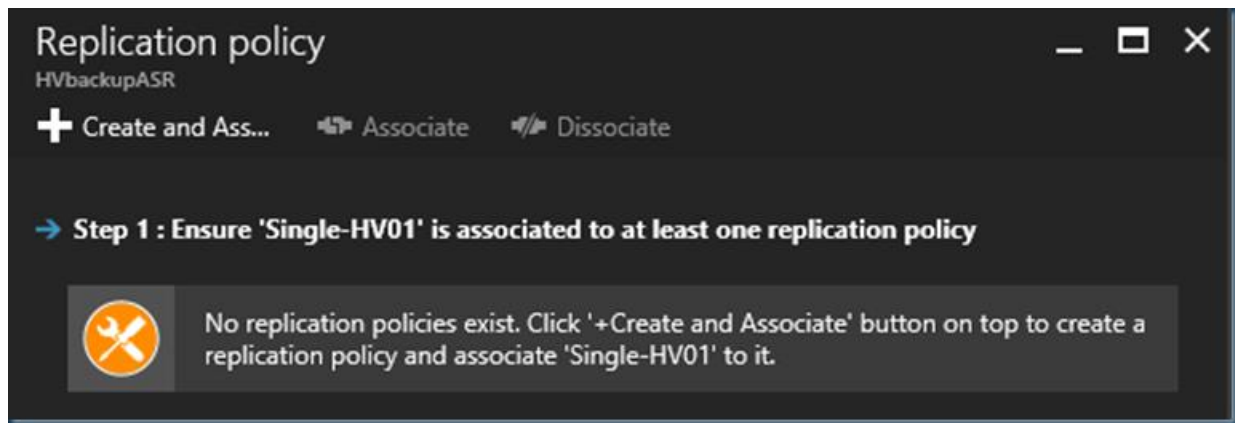 Replication policy
HVbackupASR
Create and Ass...
Associate
Dissociate
Step 1 : Ensure 'Single-HV01' is associated to at least one replication policy
No replication policies exist. Click '+Create and Associate' button on top to create a
replication policy and associate 'Single-HV01' to it.